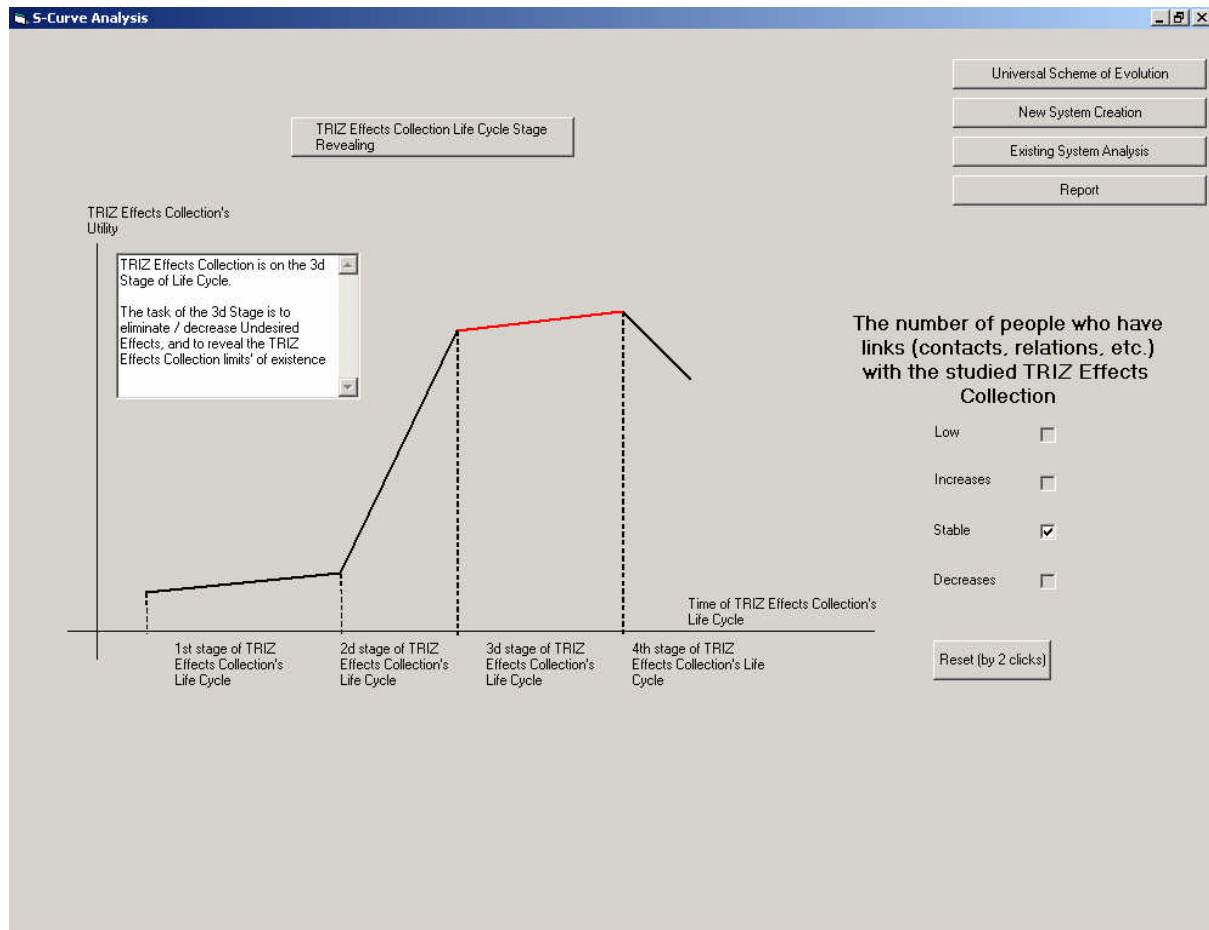 S-Curve Analysis
Universal Scheme of Evolution
New System Creation
Existing System Analysis
Report
TRIZ Effects Collection Life Cycle Stage
Revealing
TRIZ Effects Collection's
Utility
TRIZ Effects Collection is on the 3d
Stage of Life Cycle.
The task of the 3d Stage is to
eliminate / decrease Undesired
Effects, and to reveal the TRIZ
Effects Collection limits' of existence
The number of people who have
links (contacts, relations, etc.)
with the studied TRIZ Effects
Collection
Low
Increases
Stable
Decreases
Time of TRIZ Effects Collection's
Life Cycle
1st stage of TRIZ
Effects Collection's
Life Cycle
2d stage of TRIZ
Effects Collection's
Life Cycle
3d stage of TRIZ
Effects Collection's
Life Cycle
4th stage of TRIZ
Effects Collection's Life
Cycle
Reset (by 2 clicks)